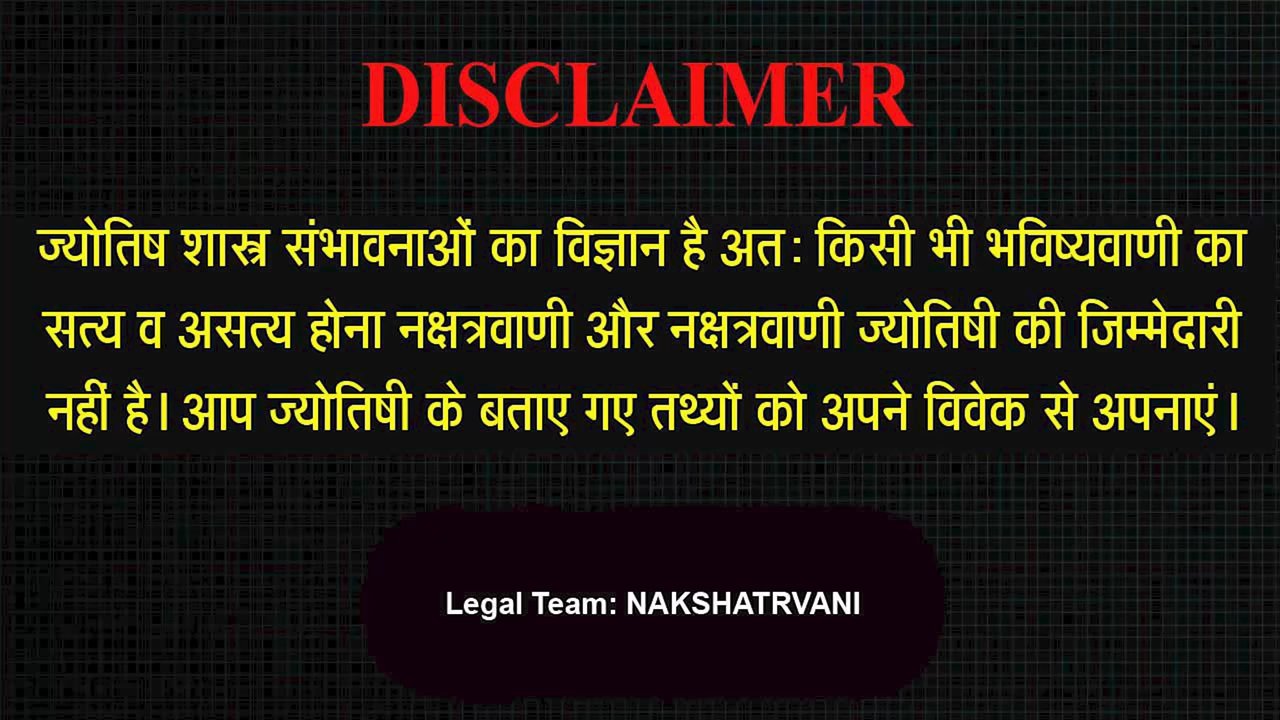 DISCLAIMER
ज्योतिष शास्त्र संभावनाओं का विज्ञान है अतः किसी भी भविष्यवाणी का
सत्य व असत्य होना नक्षत्रवाणी और नक्षत्रवाणी ज्योतिषी की जिम्मेदारी
नहीं है। आप ज्योतिषी के बताए गए तथ्यों को अपने विवेक से अपनाएं।
Legal Team: NAKSHATRVANI